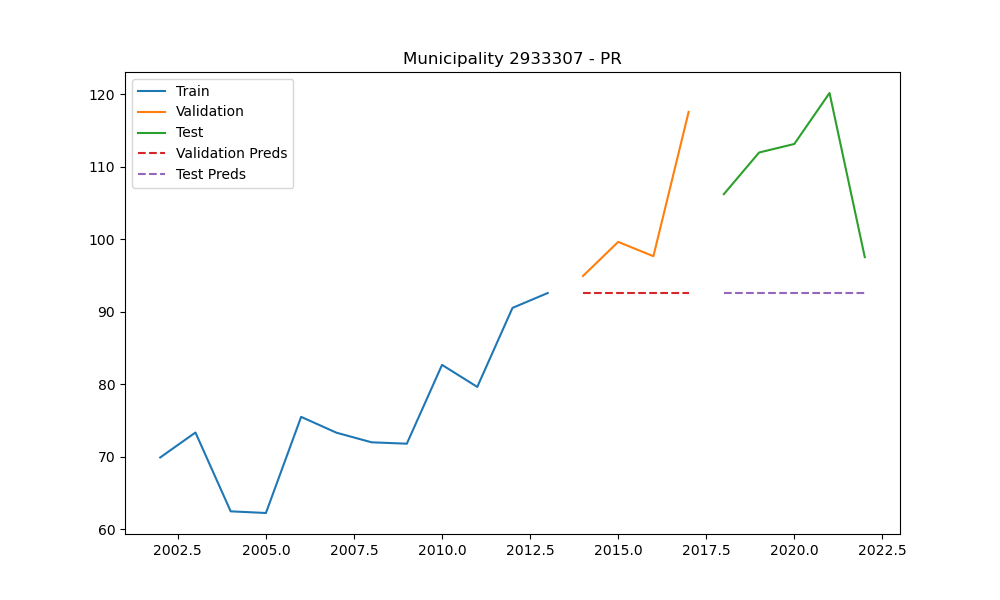 Municipality 2933307 - PR
Train
Validation
Test
Validation Preds
Test Preds
120
110
100
90
80
70
60
2002.5 2005.0 2007.5 2010.0 2012.5 2015.0 2017.5 2020.0 2022.5